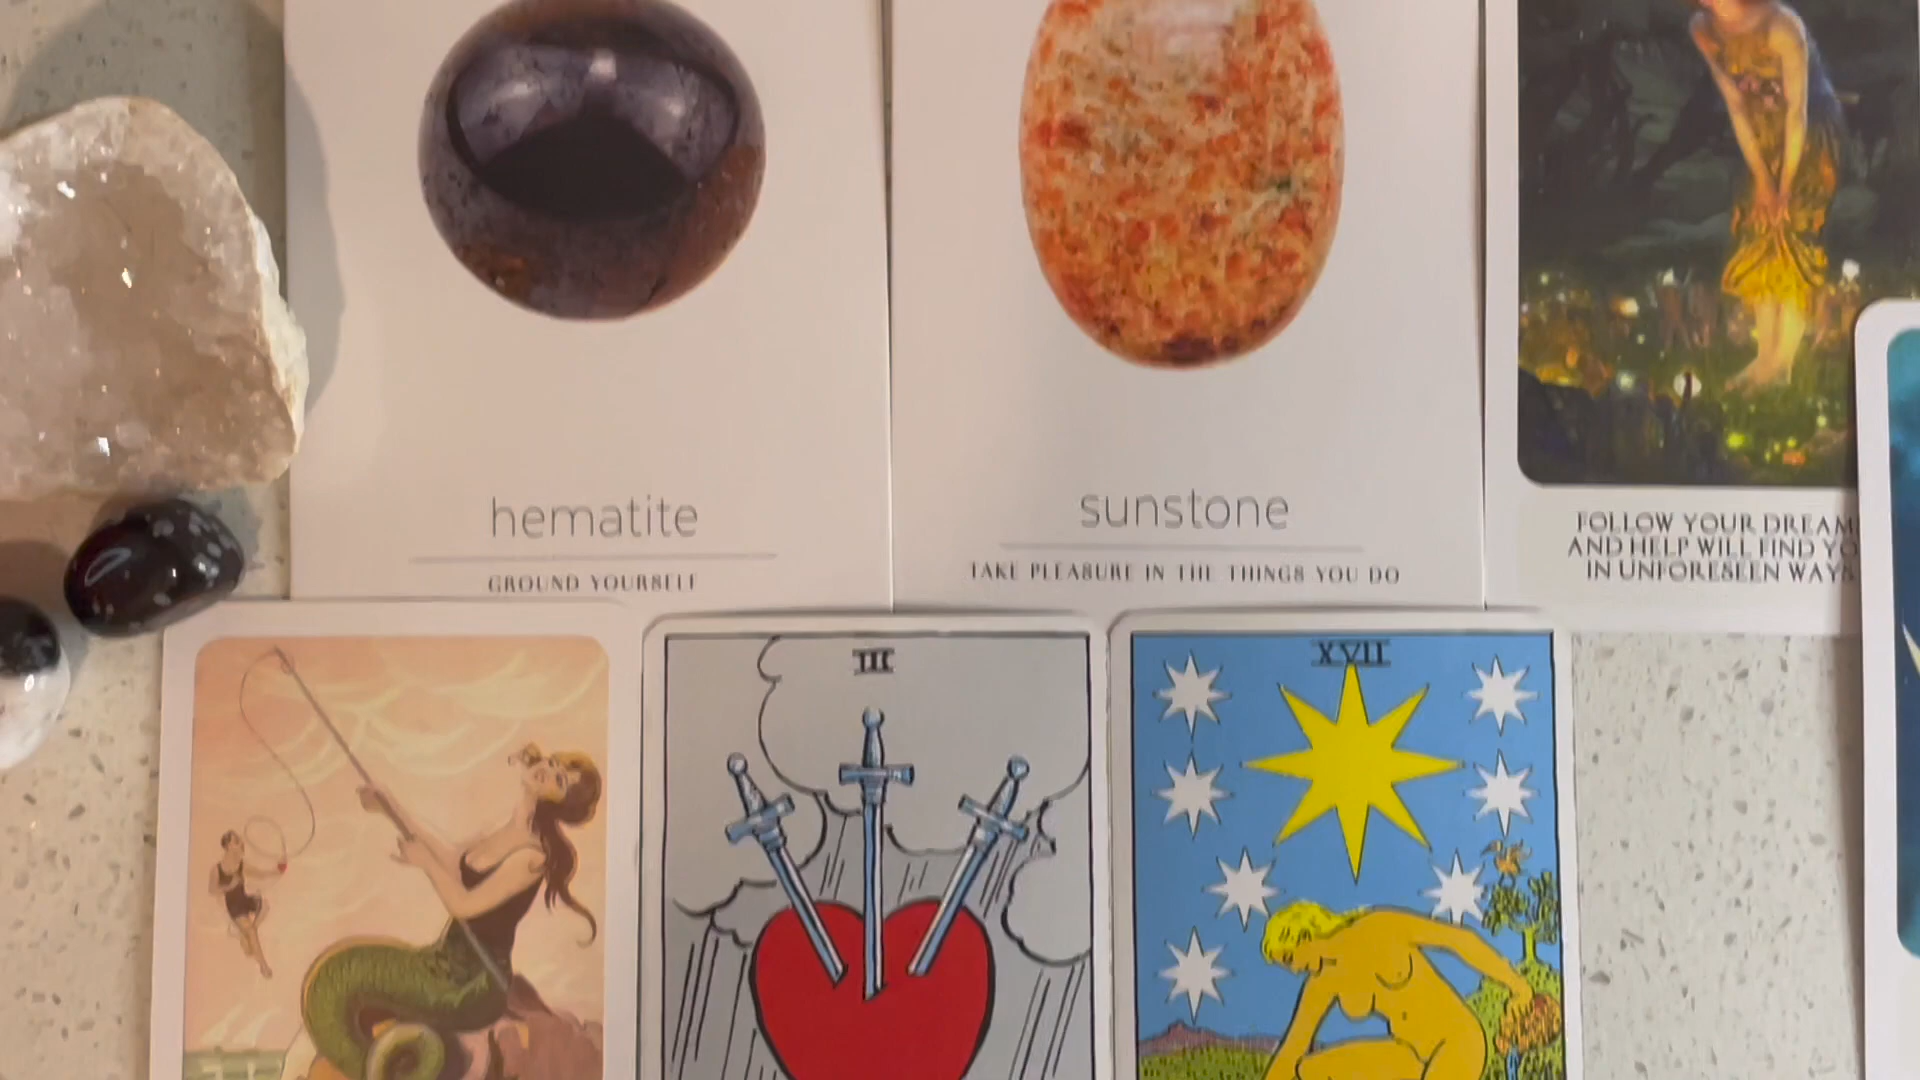 hematite
GROUND YOURSELF
sunstone
TAKE PLEASURE IN THE THINGS YOU DO
FOLLOW YOUR DREAM
AND HELP WILL FIND YO
IN UNFORESEEN WAYS
III
XVII